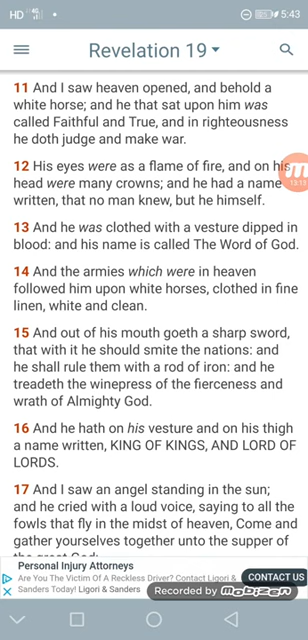 HD 4G 5:43
Revelation 19
11 And I saw heaven opened, and behold a
white horse; and he that sat upon him was
called Faithful and True, and in righteousness
he doth judge and make war.
12 His eyes were as a flame of fire, and on his
head were many crowns; and he had a name
written, that no man knew, but he himself.
13 And he was clothed with a vesture dipped in
blood: and his name is called The Word of God.
14 And the armies which were in heaven
followed him upon white horses, clothed in fine
linen, white and clean.
15 And out of his mouth goeth a sharp sword,
that with it he should smite the nations: and
he shall rule them with a rod of iron: and he
treadeth the winepress of the fierceness and
wrath of Almighty God.
16 And he hath on his vesture and on his thigh
a name written, KING OF KINGS, AND LORD OF
LORDS.
17 And I saw an angel standing in the sun;
and he cried with a loud voice, saying to all the
fowls that fly in the midst of heaven, Come and
gather yourselves together unto the supper of
the great God;
Personal Injury Attorneys
Are You The Victim Of A Reckless Driver? Contact Ligori &
Sanders Today! Ligori & Sanders
CONTACT US
Recorded by mobizen